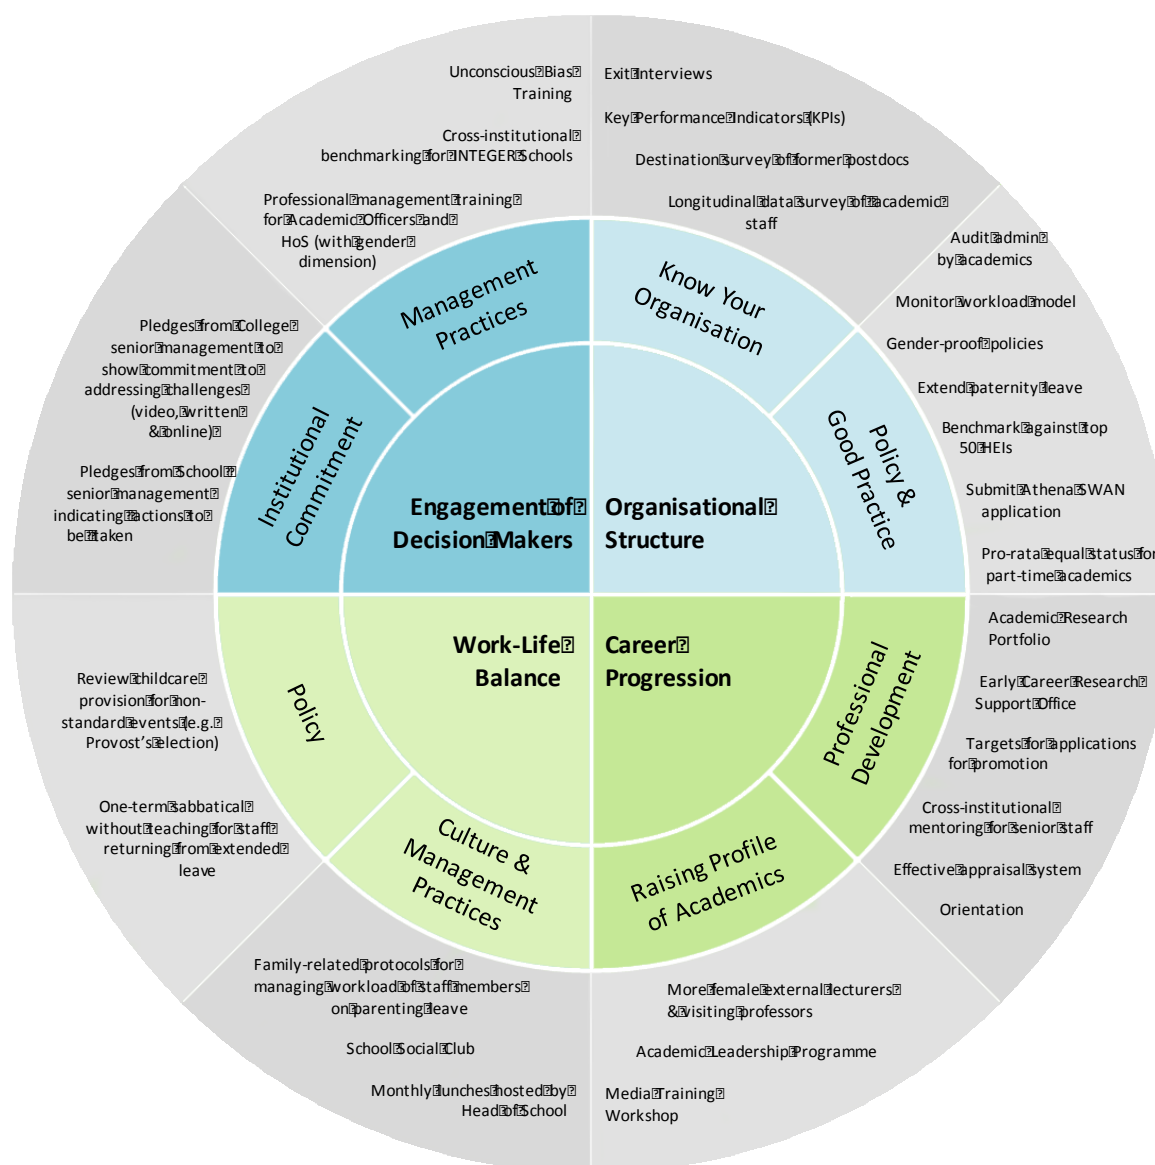 Unconscious Bias
Training
Cross-institutional
benchmarking for INTEGER Schools
Professional management training
for Academic Officers and
HoS (with gender
dimension)
Exit Interviews
Key Performance Indicators (KPIs)
Destination survey of former postdocs
Longitudinal data survey of academic
staff
Audit admin
by academics
Monitor workload model
Gender-proof policies
Extend paternity leave
Benchmark against top
50 HEIs
Submit Athena SWAN
application
Pro-rata equal status for
part-time academics
Pledges from College
senior management to
show commitment to
addressing challenges
(video, written
& online)
Pledges from School
senior management
indicating actions to
be taken
Management
Practices
Know Your
Organisation
Institutional
Commitment
Policy &
Good Practice
Engagement of
Decision Makers
Organisational
Structure
Work-Life
Balance
Career
Progression
Policy
Culture &
Management
Practices
Raising Profile
of Academics
Professional
Development
Review childcare
provision for non-
standard events (e.g.
Provost’s election)
One-term sabbatical
without teaching for staff
returning from extended
leave
Academic Research
Portfolio
Early Career Research
Support Office
Targets for applications
for promotion
Cross-institutional
mentoring for senior staff
Effective appraisal system
Orientation
Family-related protocols for
managing workload of staff members
on parenting leave
School Social Club
Monthly lunches hosted by
Head of School
More female external lecturers
& visiting professors
Academic Leadership Programme
Media Training
Workshop